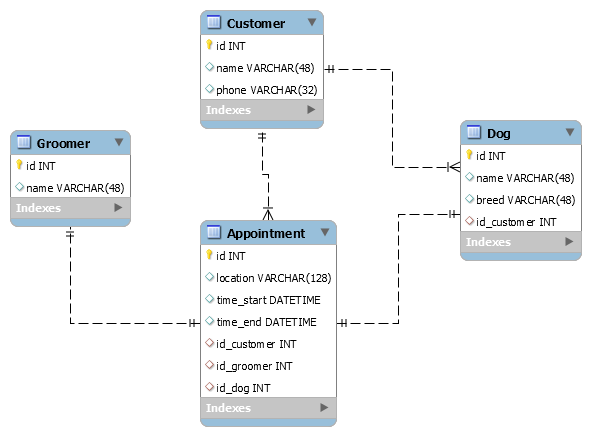 Customer
id INT
name VARCHAR(48)
phone VARCHAR(32)
Indexes
Groomer
id INT
name VARCHAR(48)
Indexes
Dog
id INT
name VARCHAR(48)
breed VARCHAR(48)
id_customer INT
Indexes
Appointment
id INT
location VARCHAR(128)
time_start DATETIME
time_end DATETIME
id_customer INT
id_groomer INT
id_dog INT
Indexes